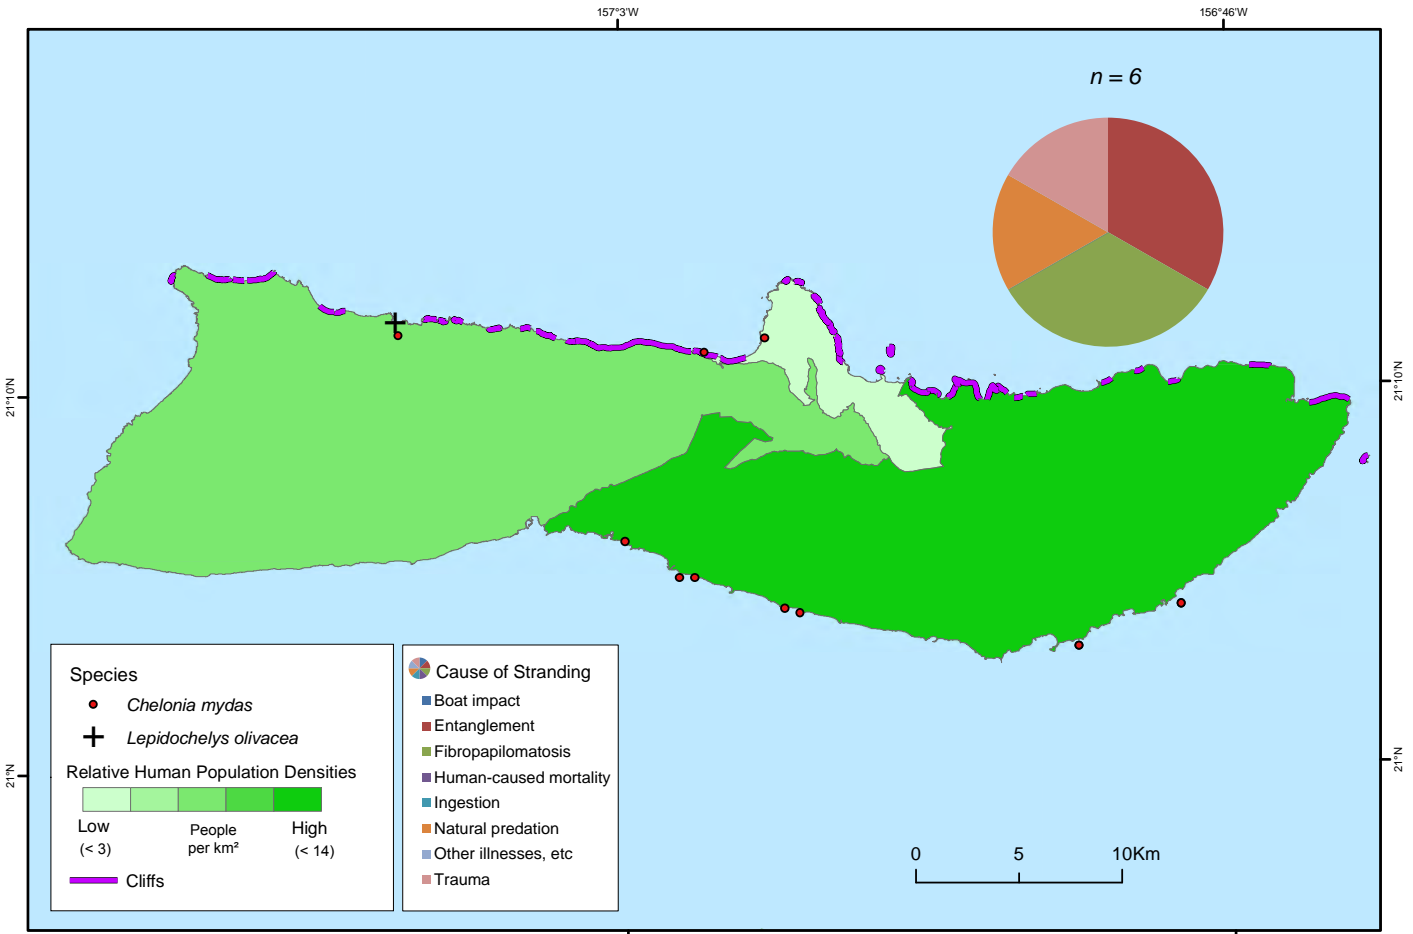 157°3'W
156°46'W
n = 6
21°10'N
21°10'N
21°N
21°N
Species
Chelonia mydas
Lepidochelys olivacea
Relative Human Population Densities
Low
People
High
(< 3)
per km²
(< 14)
Cliffs
Cause of Stranding
Boat impact
Entanglement
Fibropapilomatosis
Human-caused mortality
Ingestion
Natural predation
Other illnesses, etc
Trauma
0 5 10Km